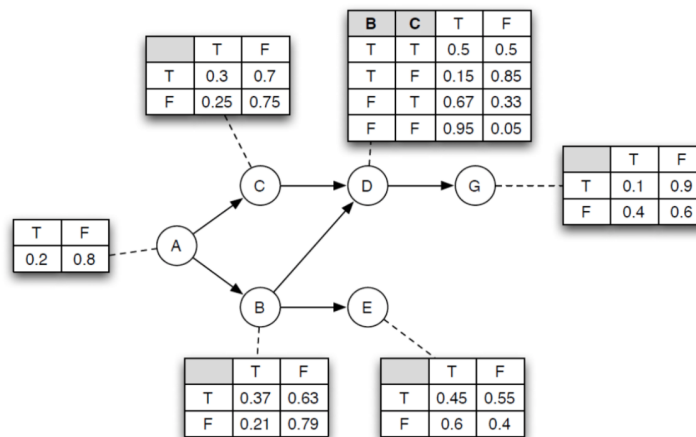 B C T F
T T 0.5 0.5
T F 0.15 0.85
F T 0.67 0.33
F F 0.95 0.05
T F
T 0.3 0.7
F 0.25 0.75
T F
T 0.1 0.9
F 0.4 0.6
C
D
G
T F
0.2 0.8
A
B
E
T F
T 0.37 0.63
F 0.21 0.79
T F
T 0.45 0.55
F 0.6 0.4